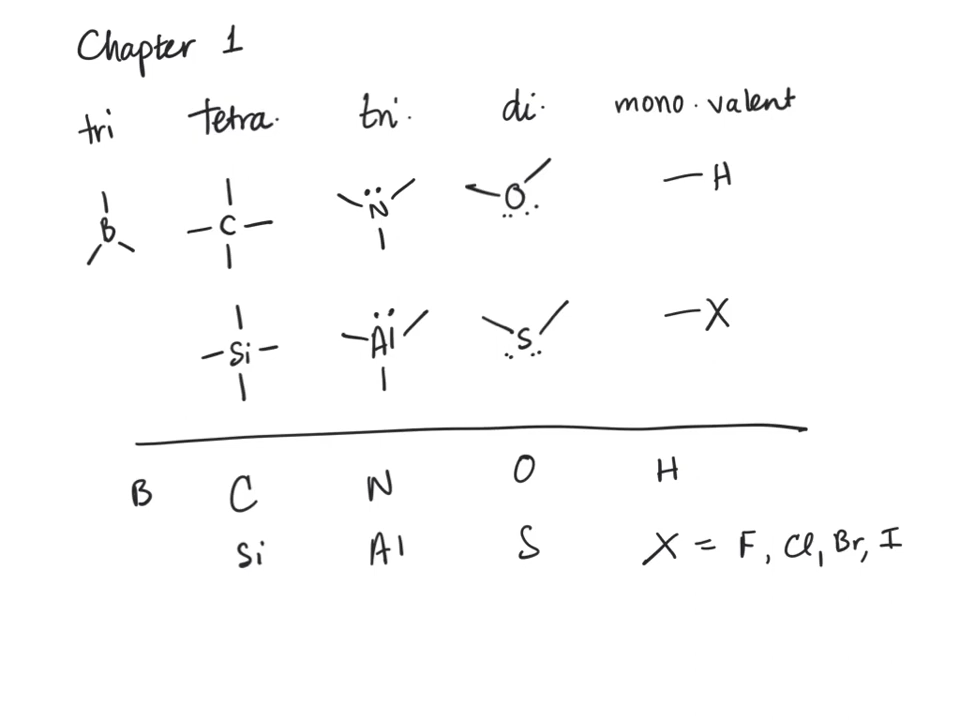 Chapter 1
tri tetra. tri. di. mono. valent
B C N O H
Si Al S X
B C N O H
Si Al S X = F, Cl, Br, I